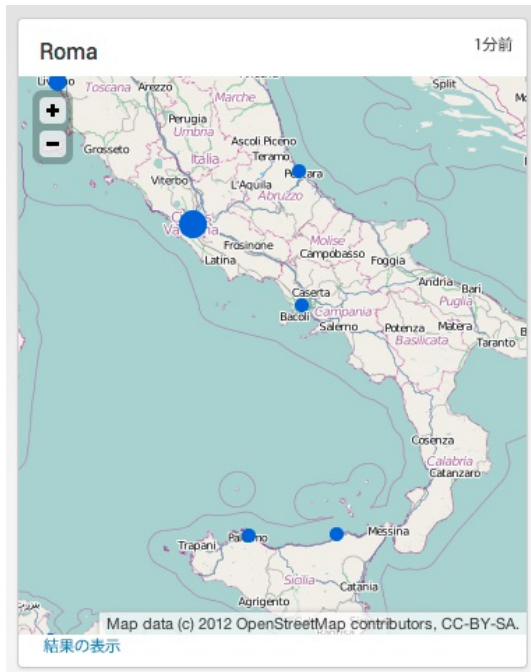 Roma
1分前
Split
Toscana
Arezzo
Marche
+
Perugia
Umbria
Grosseto
Italia
Ascoli Piceno
Teramo
−
Viterbo
L'Aquila
Abruzzo
Frosinone
Molise
Latina
Campobasso
Foggia
Caserta
Andria
Bari
Bacoli
Campania
Puglia
Salerno
Potenza
Matera
Basilicata
Taranto
Cosenza
Calabria
Catanzaro
Messina
Trapani
Sicilia
Catania
Agrigento
Map data (c) 2012 OpenStreetMap contributors, CC-BY-SA.
結果の表示